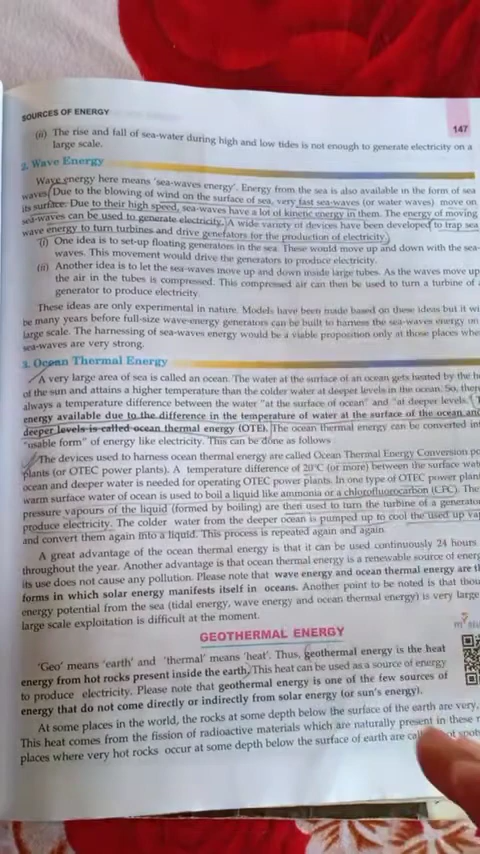 SOURCES OF ENERGY
147
(ii) The rise and fall of sea-water during high and low tides is not enough to generate electricity on a
large scale.
2. Wave Energy
Wave energy here means 'sea-waves energy'. Energy from the sea is also available in the form of sea
waves. Due to the blowing of wind on the surface of sea, very fast sea-waves (or water waves) move on
its surface. Due to their high speed, sea-waves have a lot of kinetic energy in them. The energy of moving
sea-waves can be used to generate electricity. A wide variety of devices have been developed to trap sea
wave energy to turn turbines and drive generators for the production of electricity.
(i) One idea is to set-up floating generators in the sea. These would move up and down with the sea-
waves. This movement would drive the generators to produce electricity.
(ii) Another idea is to let the sea-waves move up and down inside large tubes. As the waves move up
the air in the tubes is compressed. This compressed air can then be used to turn a turbine of a
generator to produce electricity.
These ideas are only experimental in nature. Models have been made based on these ideas but it wi
be many years before full-size wave-energy generators can be built to harness the sea-waves energy on
large scale. The harnessing of sea-waves energy would be a viable proposition only at those places whe
sea-waves are very strong.
3. Ocean Thermal Energy
A very large area of sea is called an ocean. The water at the surface of an ocean gets heated by the he
of the sun and attains a higher temperature than the colder water at deeper levels in the ocean. So, ther
always a temperature difference between the water "at the surface of ocean" and "at deeper levels.
energy available due to the difference in the temperature of water at the surface of the ocean and
deeper levels is called ocean thermal energy (OTE). The ocean thermal energy can be converted int
"usable form" of energy like electricity. This can be done as follows
The devices used to harness ocean thermal energy are called Ocean Thermal Energy Conversion po
plants (or OTEC power plants). A temperature difference of 20°C (or more) between the surface wat
ocean and deeper water is needed for operating OTEC power plants. In one type of OTEC power plant
warm surface water of ocean is used to boil a liquid like ammonia or a chlorofluorocarbon (CFC). The
pressure vapours of the liquid (formed by boiling) are then used to turn the turbine of a generator
produce electricity. The colder water from the deeper ocean is pumped up to cool the used up vap
and convert them again into a liquid. This process is repeated again and again.
A great advantage of the ocean thermal energy is that it can be used continuously 24 hours
throughout the year. Another advantage is that ocean thermal energy is a renewable source of energ
its use does not cause any pollution. Please note that wave energy and ocean thermal energy are t
forms in which solar energy manifests itself in oceans. Another point to be noted is that thou
energy potential from the sea (tidal energy, wave energy and ocean thermal energy) is very large
large scale exploitation is difficult at the moment.
GEOTHERMAL ENERGY
'Geo' means 'earth' and 'thermal' means 'heat'. Thus, geothermal energy is the heat
energy from hot rocks present inside the earth. This heat can be used as a source of energy
to produce electricity. Please note that geothermal energy is one of the few sources of
energy that do not come directly or indirectly from solar energy (or sun's energy).
At some places in the world, the rocks at some depth below the surface of the earth are very,
This heat comes from the fission of radioactive materials which are naturally present in these r
places where very hot rocks occur at some depth below the surface of earth are call